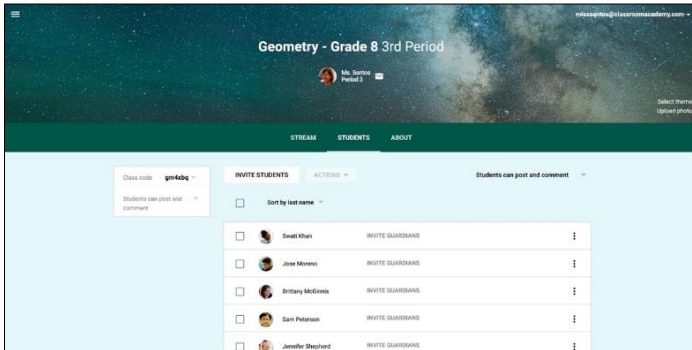 misssantos@classroomacademy.com
Geometry - Grade 8 3rd Period
Ms. Santos
Period 3
Select theme
Upload photo
STREAM STUDENTS ABOUT
Class code gm4xbq
Students can post and
comment
INVITE STUDENTS ACTIONS Students can post and comment
Sort by last name
Swati Khan INVITE GUARDIANS
Jose Moreno INVITE GUARDIANS
Brittany McGinnis INVITE GUARDIANS
Sam Peterson INVITE GUARDIANS
Jennifer Shepherd INVITE GUARDIANS